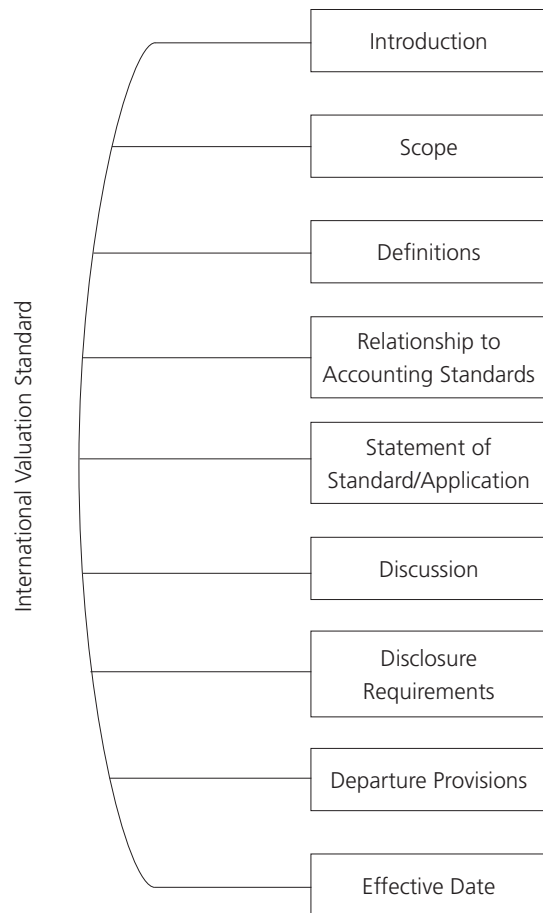 International Valuation Standard
Introduction
Scope
Definitions
Relationship to
Accounting Standards
Statement of
Standard/Application
Discussion
Disclosure
Requirements
Departure Provisions
Effective Date